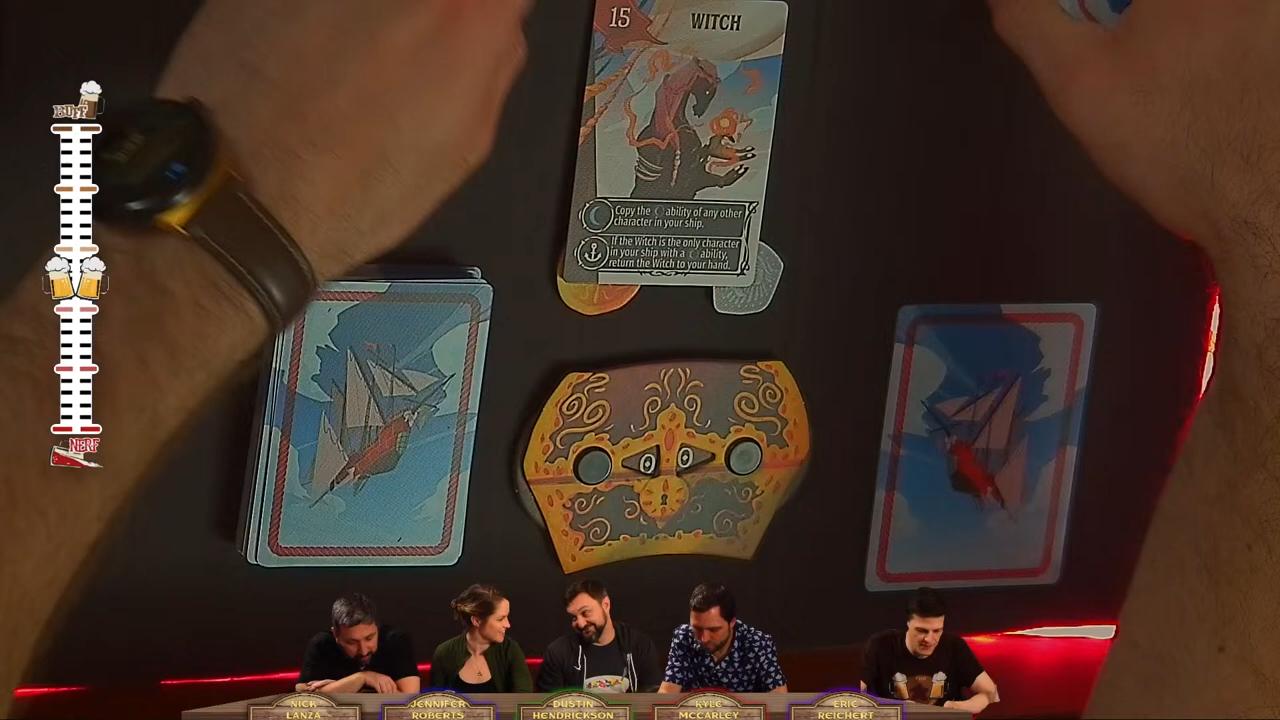 15
WITCH
BUFF
Copy the ability of any other
character in your ship.
If the Witch is the only character
in your ship with a ability,
return the Witch to your hand.
0
0
NERF
NICK
LANZA
JENNIFER
ROBERTS
DUSTIN
HENDRICKSON
KYLE
MCCARLEY
ERIC
REICHERT